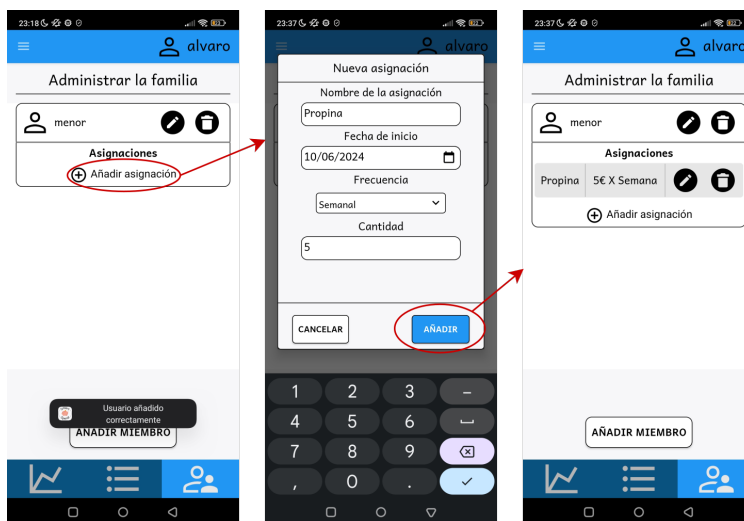 23:18
alvaro
Administrar la familia
menor
Asignaciones
Añadir asignación
Usuario añadido
correctamente
AÑADIR MIEMBRO
23:37
alvaro
Nueva asignación
Nombre de la asignación
Propina
Fecha de inicio
10/06/2024
Frecuencia
Semanal
Cantidad
5
CANCELAR
AÑADIR
1 2 3 –
4 5 6
7 8 9
, 0 .
23:37
alvaro
Administrar la familia
menor
Asignaciones
Propina 5€ X Semana
Añadir asignación
AÑADIR MIEMBRO